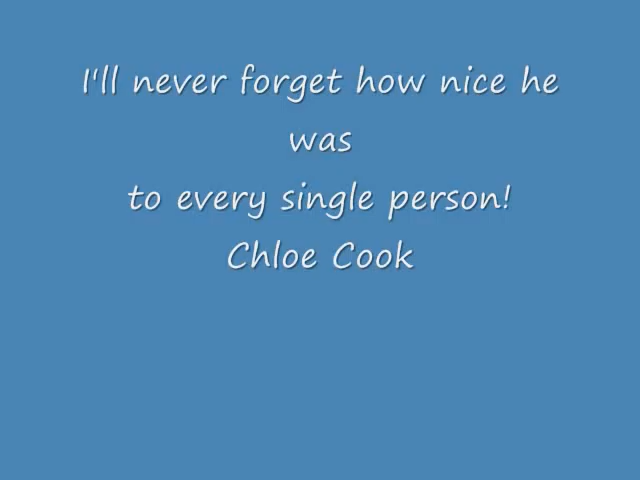 I'll never forget how nice he
was
to every single person!
Chloe Cook